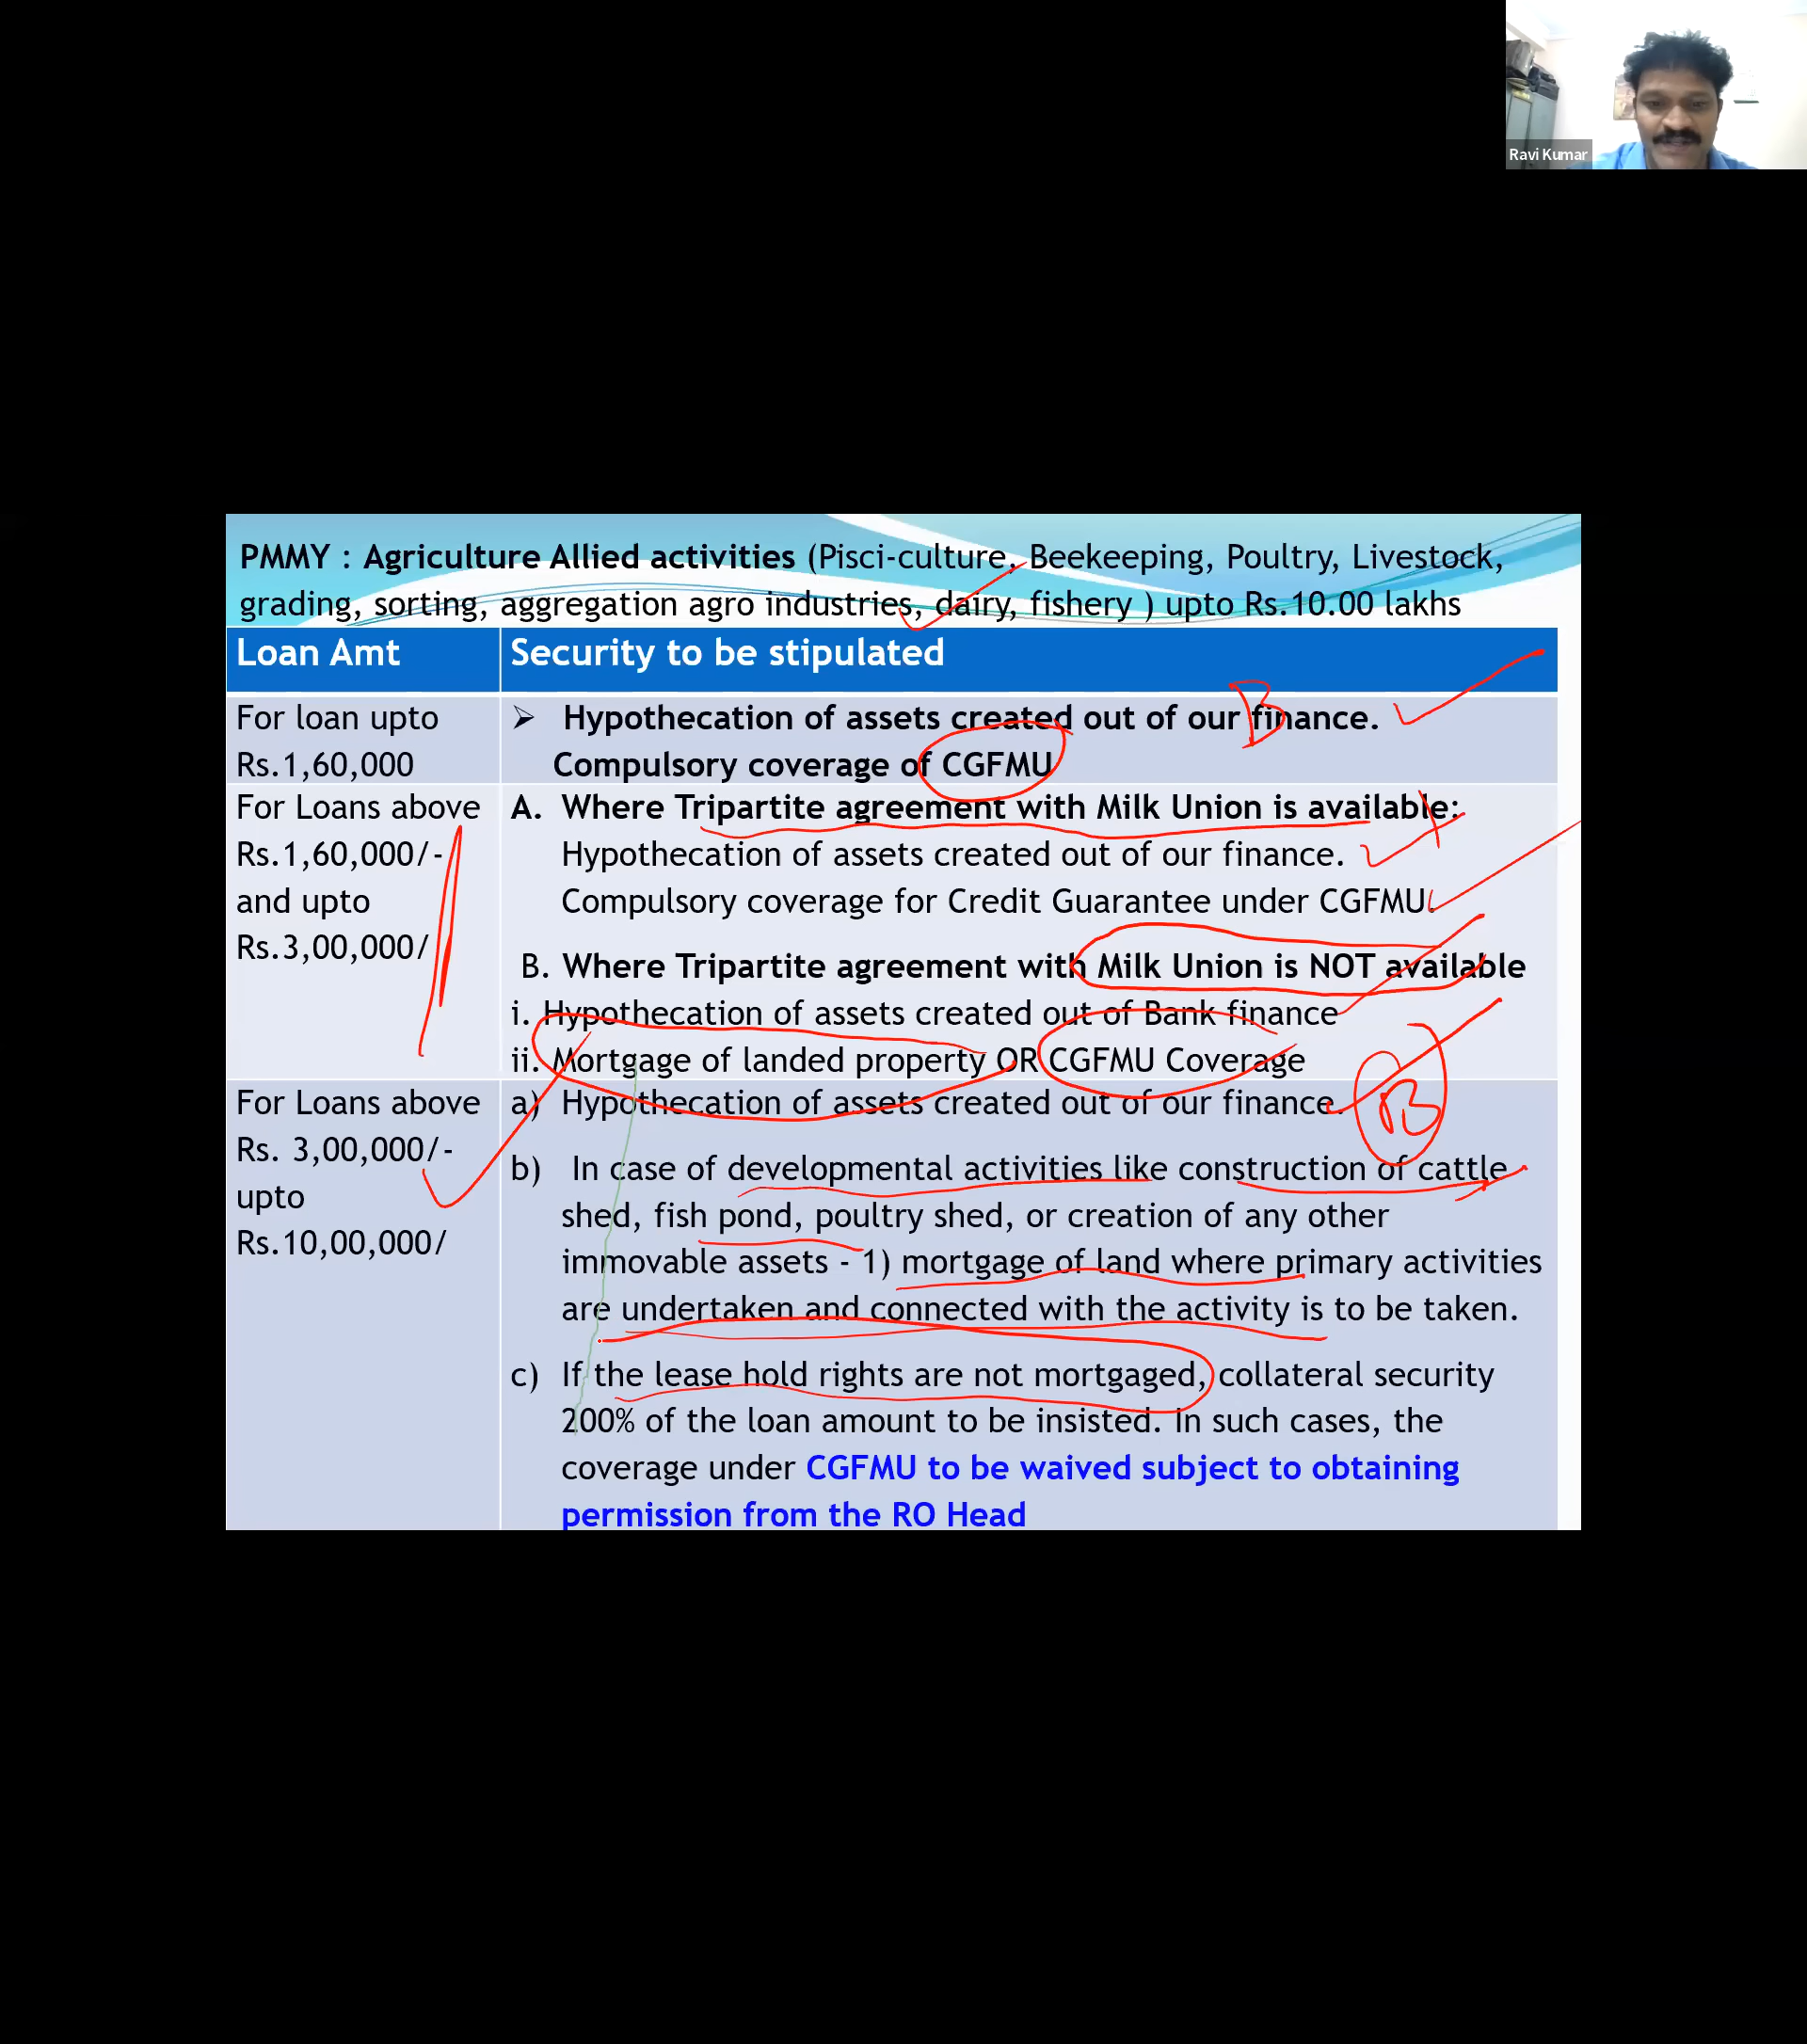 Ravi Kumar
PMMY : Agriculture Allied activities (Pisci-culture, Beekeeping, Poultry, Livestock,
grading, sorting, aggregation agro industries, dairy, fishery ) upto Rs.10.00 lakhs
Loan Amt
Security to be stipulated
For loan upto
Rs.1,60,000
➢ Hypothecation of assets created out of our finance.
Compulsory coverage of CGFMU
B
For Loans above
Rs.1,60,000/-
and upto
Rs.3,00,000/
A. Where Tripartite agreement with Milk Union is available:
Hypothecation of assets created out of our finance.
Compulsory coverage for Credit Guarantee under CGFMU.
B. Where Tripartite agreement with Milk Union is NOT available
i. Hypothecation of assets created out of Bank finance
ii. Mortgage of landed property OR CGFMU Coverage
For Loans above
Rs. 3,00,000/-
upto
Rs.10,00,000/
a) Hypothecation of assets created out of our finance.
B
b) In case of developmental activities like construction of cattle
shed, fish pond, poultry shed, or creation of any other
immovable assets - 1) mortgage of land where primary activities
are undertaken and connected with the activity is to be taken.
c) If the lease hold rights are not mortgaged, collateral security
200% of the loan amount to be insisted. In such cases, the
coverage under CGFMU to be waived subject to obtaining
permission from the RO Head